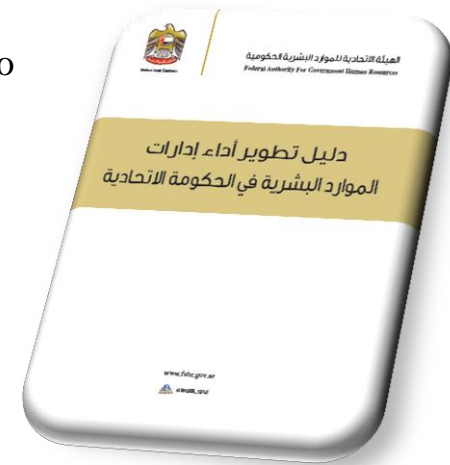 o
الهيئة الاتحادية للموارد البشرية الحكومية
Federal Authority For Government Human Resources
دليل تطوير أداء إدارات
الموارد البشرية في الحكومة الاتحادية
www.fahr.gov.ae